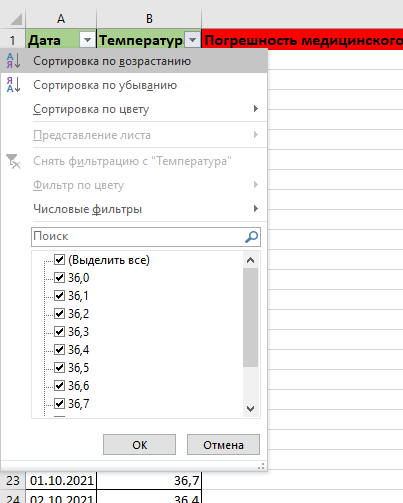 A B
1 Дата Температур Погрешность медицинского
Сортировка по возрастанию
Сортировка по убыванию
Сортировка по цвету
Представление листа
Снять фильтрацию с "Температура"
Фильтр по цвету
Числовые фильтры
Поиск
(Выделить все)
36,0
36,1
36,2
36,3
36,4
36,5
36,6
36,7
ОК Отмена
23 01.10.2021 36,7
24 02.10.2021 36,4